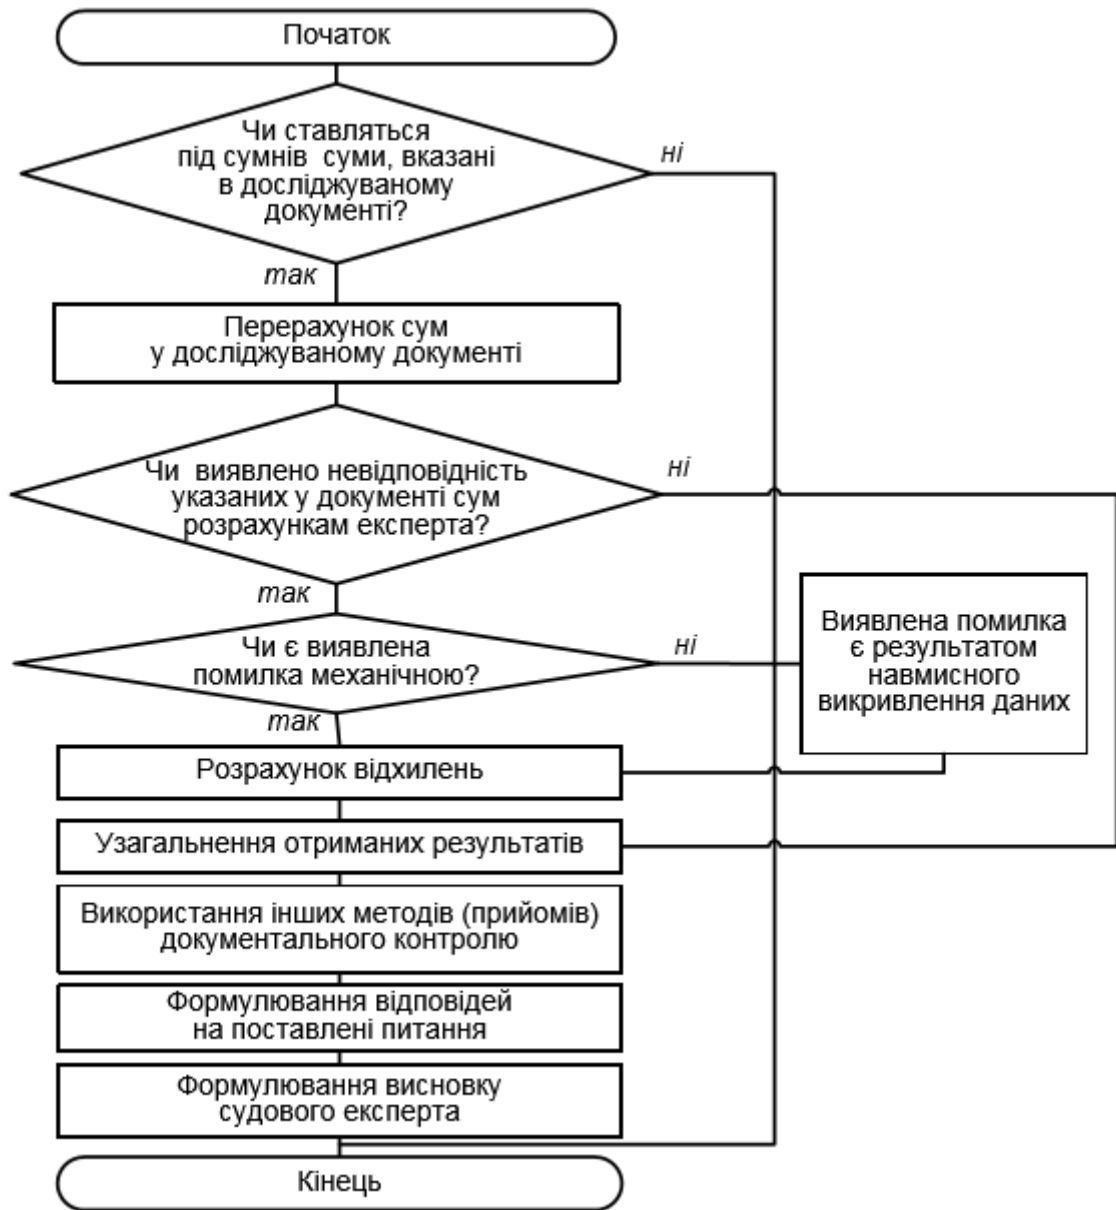 Початок
Чи ставляться
під сумнів суми, вказані
в досліджуваному
документі?
ні
так
Перерахунок сум
у досліджуваному документі
Чи виявлено невідповідність
указаних у документі сум
розрахункам експерта?
ні
так
Чи є виявлена
помилка механічною?
ні
так
Виявлена помилка
є результатом
навмисного
викривлення даних
Розрахунок відхилень
Узагальнення отриманих результатів
Використання інших методів (прийомів)
документального контролю
Формулювання відповідей
на поставлені питання
Формулювання висновку
судового експерта
Кінець